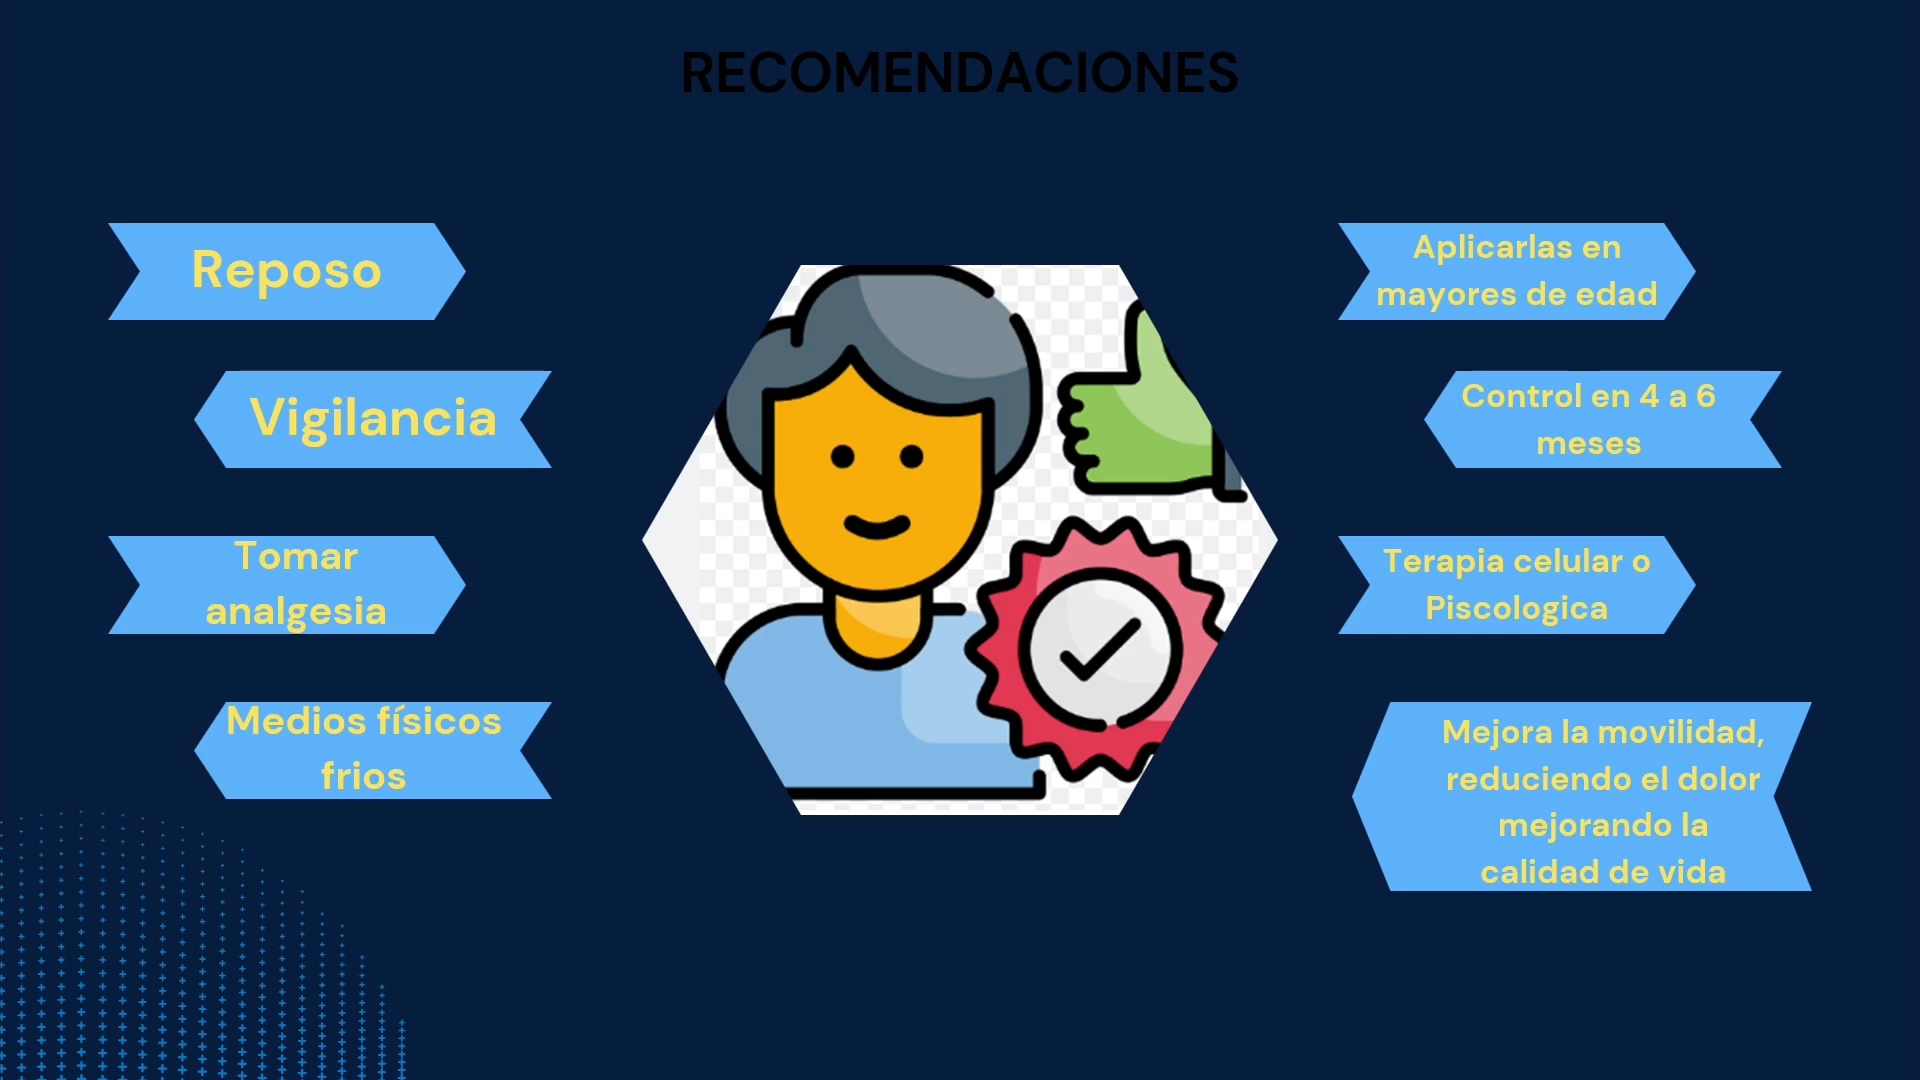 RECOMENDACIONES
Reposo
Vigilancia
Tomar
analgesia
Medios físicos
frios
Aplicarlas en
mayores de edad
Control en 4 a 6
meses
Terapia celular o
Piscologica
Mejora la movilidad,
reduciendo el dolor
mejorando la
calidad de vida